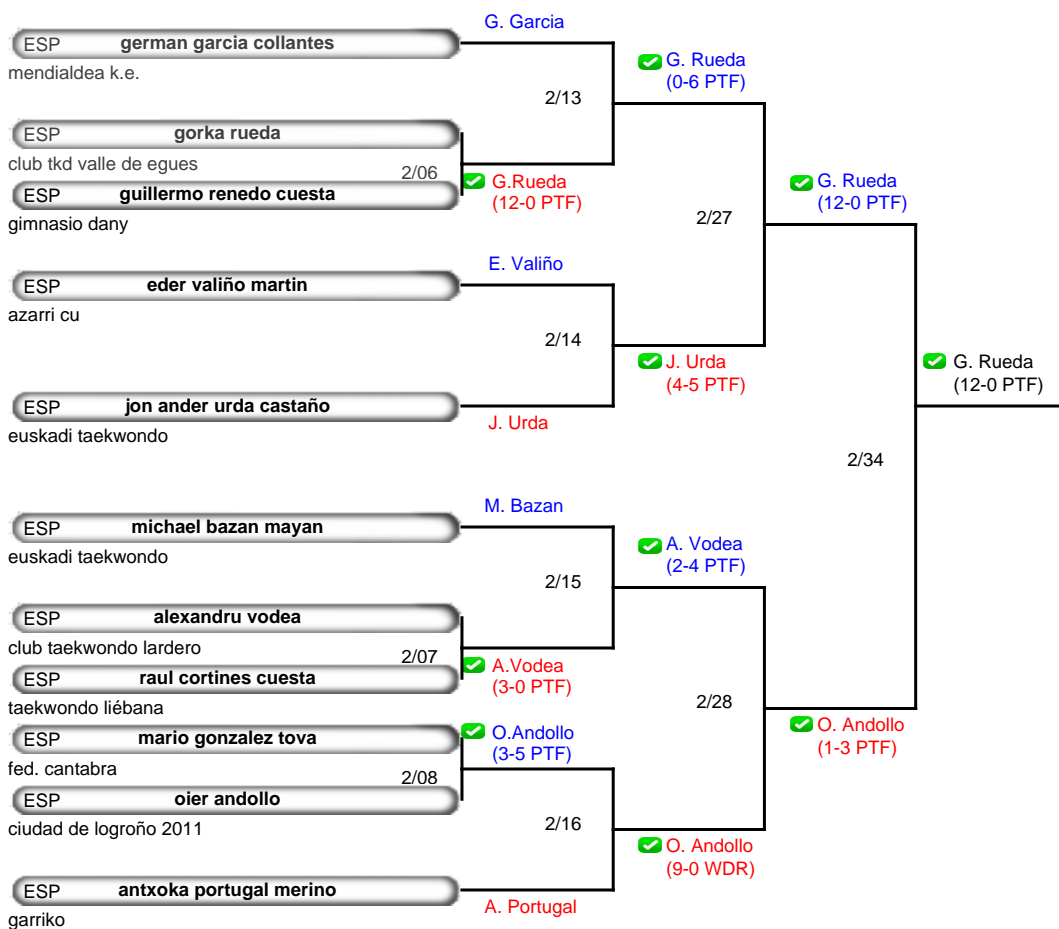 G. Garcia
ESP german garcia collantes
mendialdea k.e.
G. Rueda
(0-6 PTF)
2/13
ESP gorka rueda
club tkd valle de egues
2/06
G.Rueda
(12-0 PTF)
ESP guillermo renedo cuesta
gimnasio dany
G. Rueda
(12-0 PTF)
2/27
E. Valiño
ESP eder valiño martin
azarri cu
2/14
J. Urda
(4-5 PTF)
G. Rueda
(12-0 PTF)
ESP jon ander urda castaño
euskadi taekwondo
J. Urda
2/34
M. Bazan
ESP michael bazan mayan
euskadi taekwondo
A. Vodea
(2-4 PTF)
2/15
ESP alexandru vodea
club taekwondo lardero
2/07
A.Vodea
(3-0 PTF)
ESP raul cortines cuesta
taekwondo liébana
2/28
O. Andollo
(1-3 PTF)
ESP mario gonzalez tova
fed. cantabra
O.Andollo
(3-5 PTF)
2/08
ESP oier andollo
ciudad de logroño 2011
2/16
O. Andollo
(9-0 WDR)
ESP antxoka portugal merino
garriko
A. Portugal